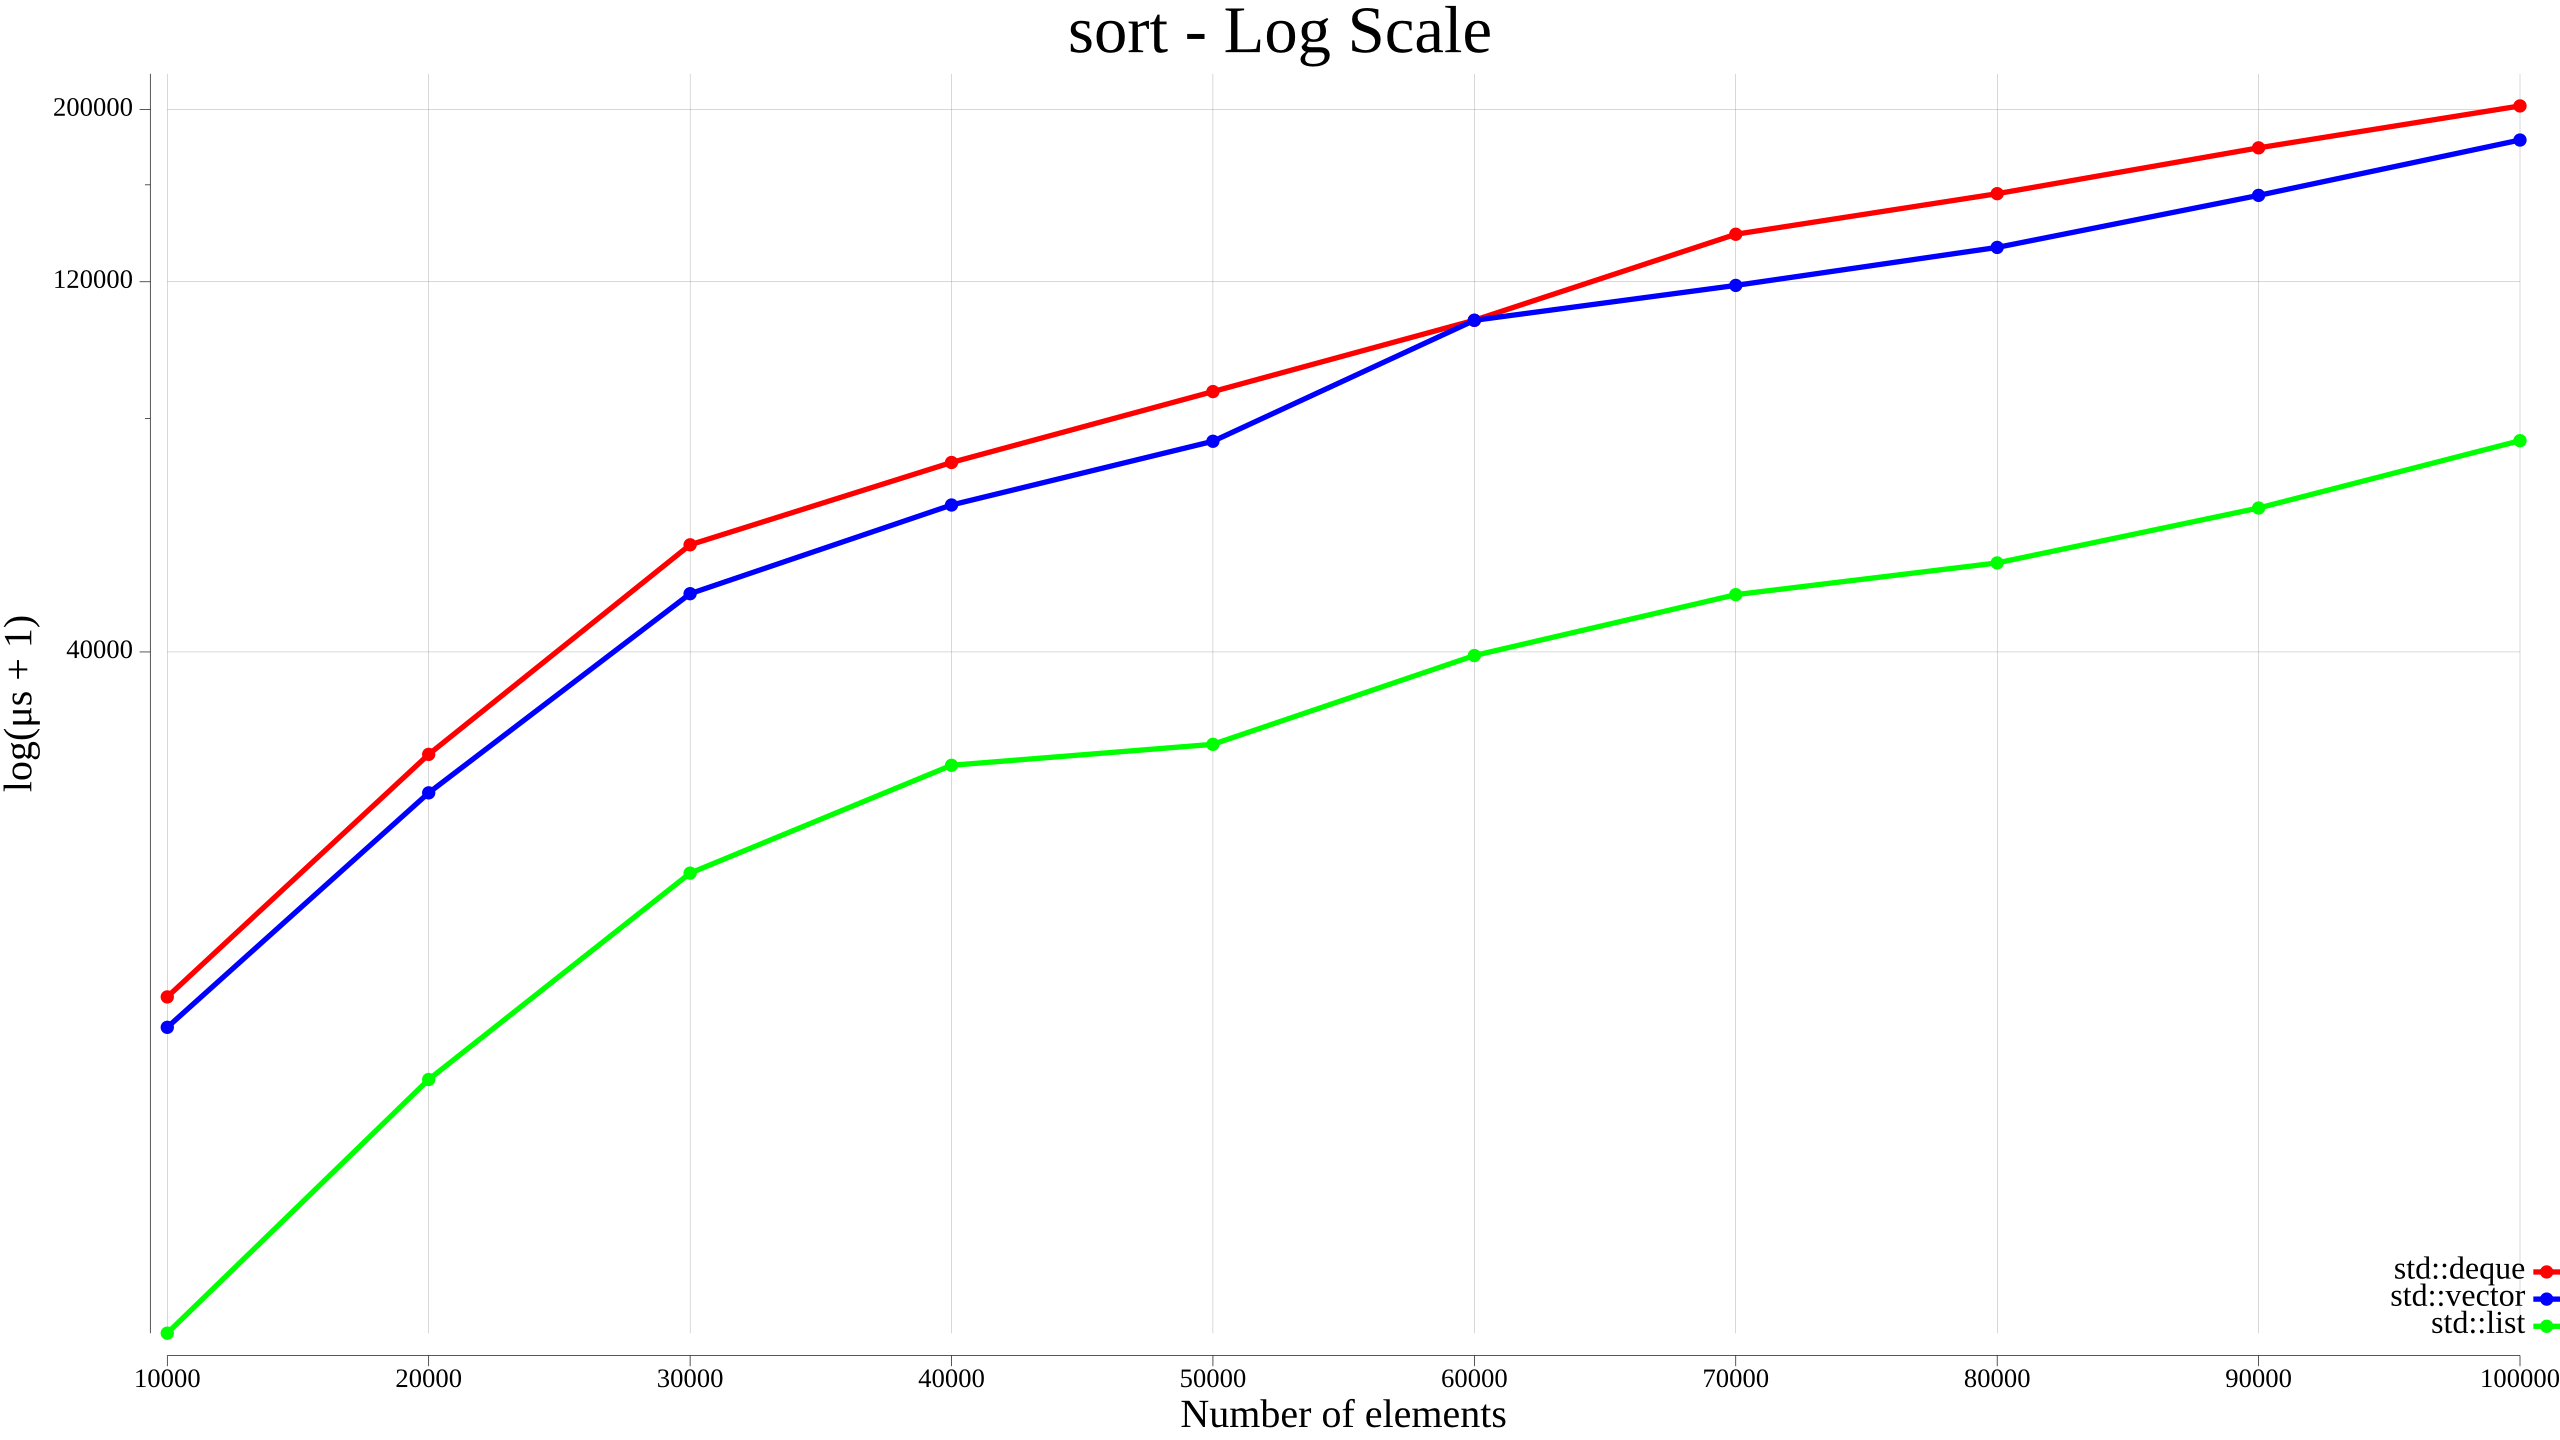 sort - Log Scale
200000
120000
40000
log(μs + 1)
std::deque
std::vector
std::list
10000 20000 30000 40000 50000 60000 70000 80000 90000 100000
Number of elements